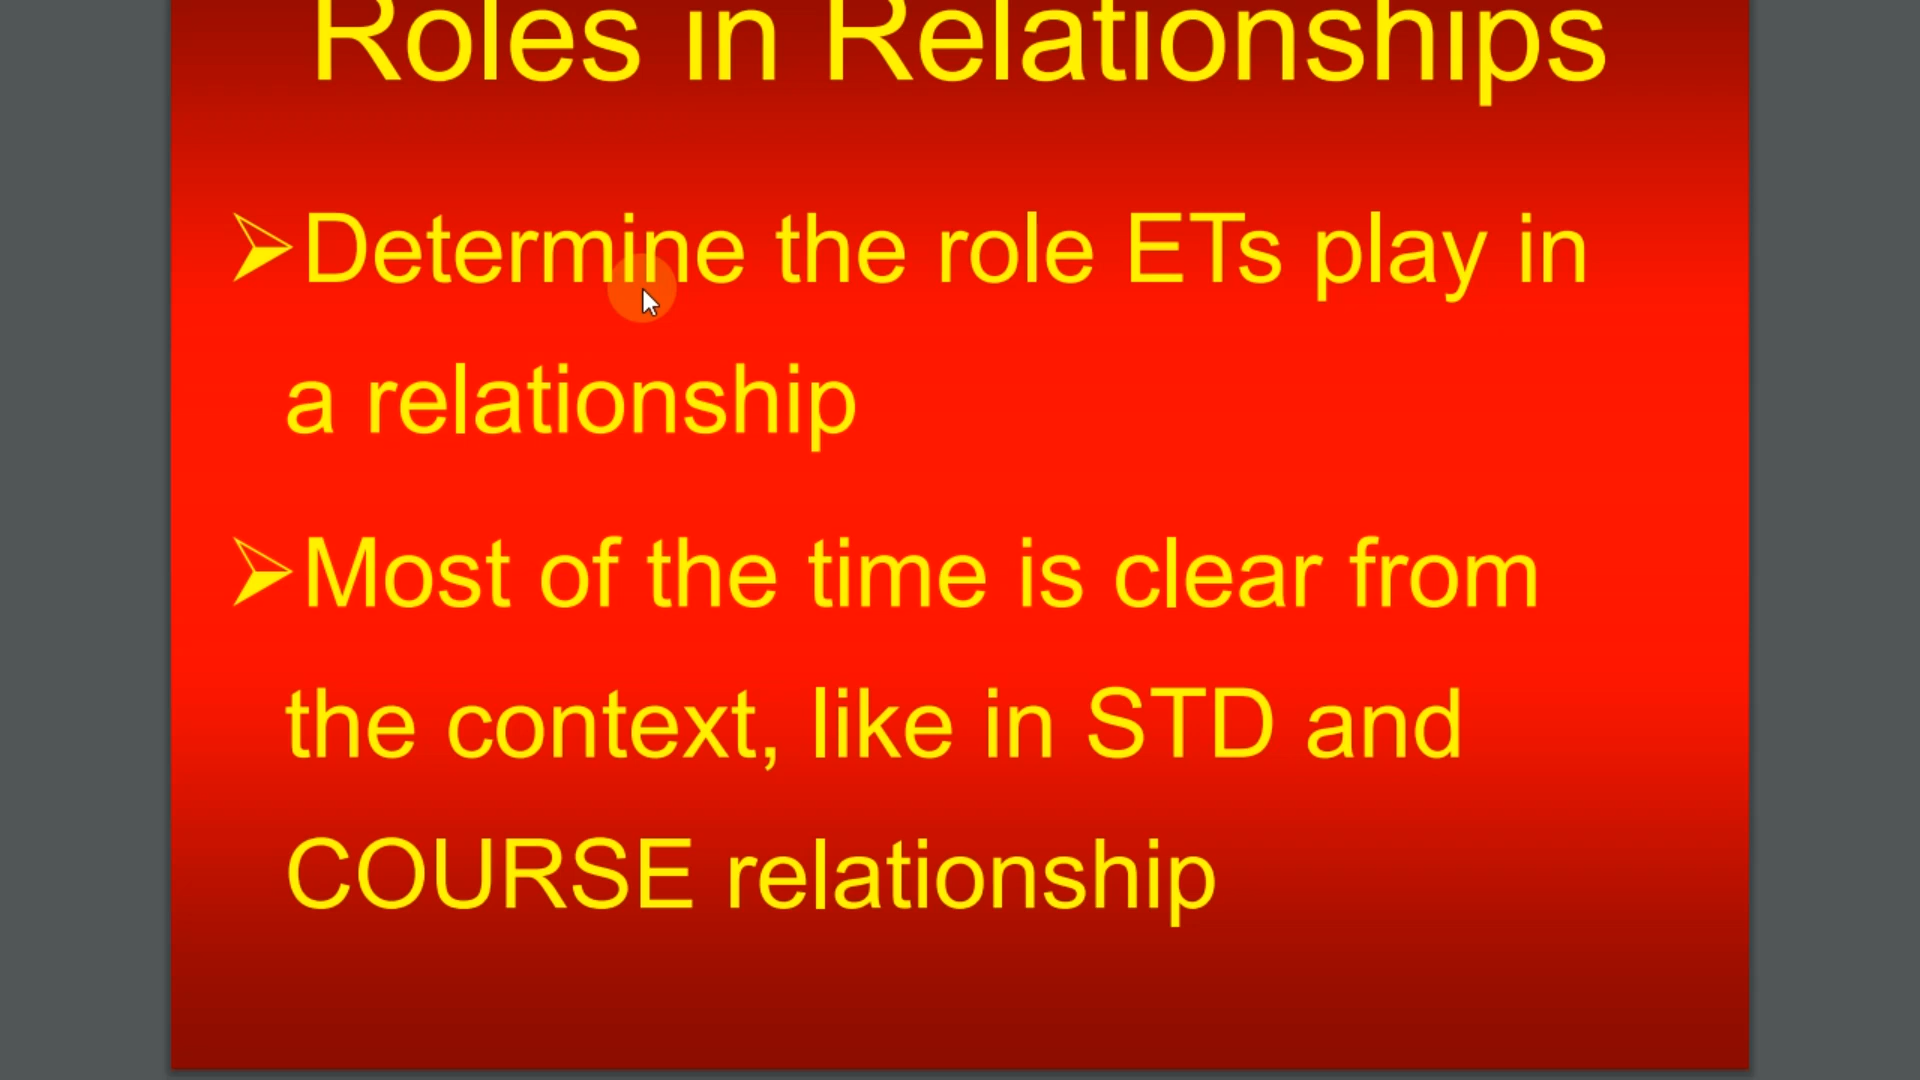 Roles in Relationships
➢Determine the role ETs play in
a relationship
➢Most of the time is clear from
the context, like in STD and
COURSE relationship